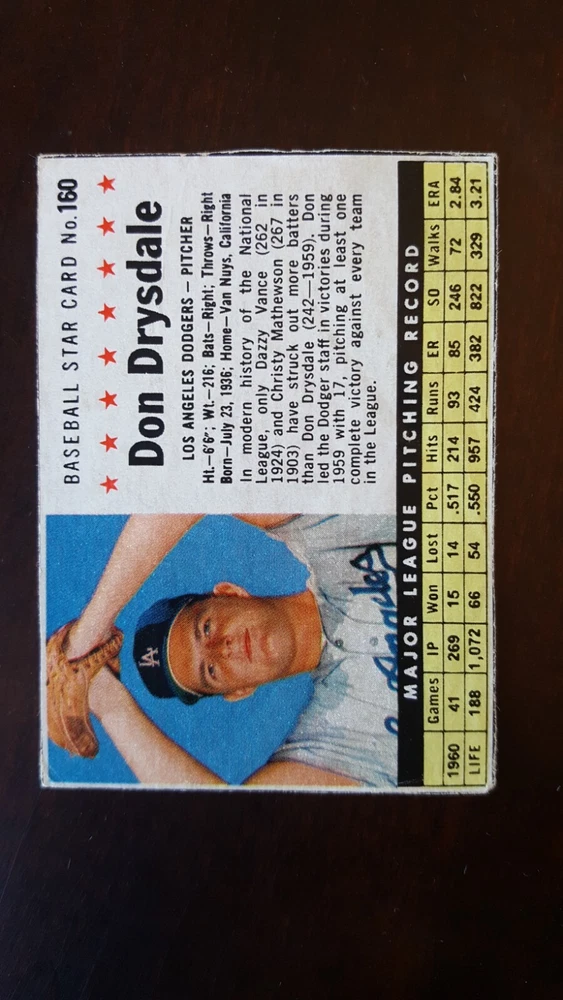 BASEBALL STAR CARD No.160
Don Drysdale
LOS ANGELES DODGERS — PITCHER
Ht.—6'6"; Wt.—216; Bats—Right; Throws—Right
Born—July 23, 1936; Home—Van Nuys, California
In modern history of the National
League, only Dazzy Vance (262 in
1924) and Christy Mathewson (267 in
1903) have struck out more batters
than Don Drysdale (242—1959). Don
led the Dodger staff in victories during
1959 with 17, pitching at least one
complete victory against every team
in the League.
LA
Los Angeles
MAJOR LEAGUE PITCHING RECORD
Games IP Won Lost Pct Hits Runs ER SO Walks ERA
1960 41 269 15 14 .517 214 93 85 246 72 2.84
LIFE 188 1,072 66 54 .550 957 424 382 822 329 3.21